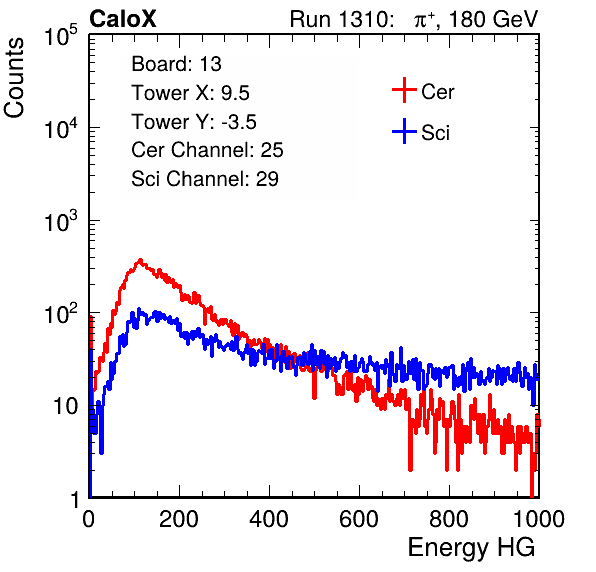 CaloX Run 1310: π⁺, 180 GeV
Counts
Board: 13
Tower X: 9.5
Tower Y: -3.5
Cer Channel: 25
Sci Channel: 29
Cer
Sci
10⁵
10⁴
10³
10²
10
1
0 200 400 600 800 1000
Energy HG